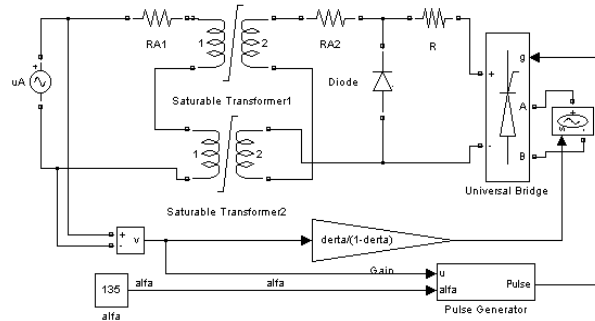 RA1
1
2
RA2
R
g
uA
Saturable Transformer1
Diode
+
A
1
2
-
B
s
Universal Bridge
Saturable Transformer2
+
-
v
derta/(1-derta)
Gain
u
135
alfa
alfa
alfa
Pulse
alfa
Pulse Generator